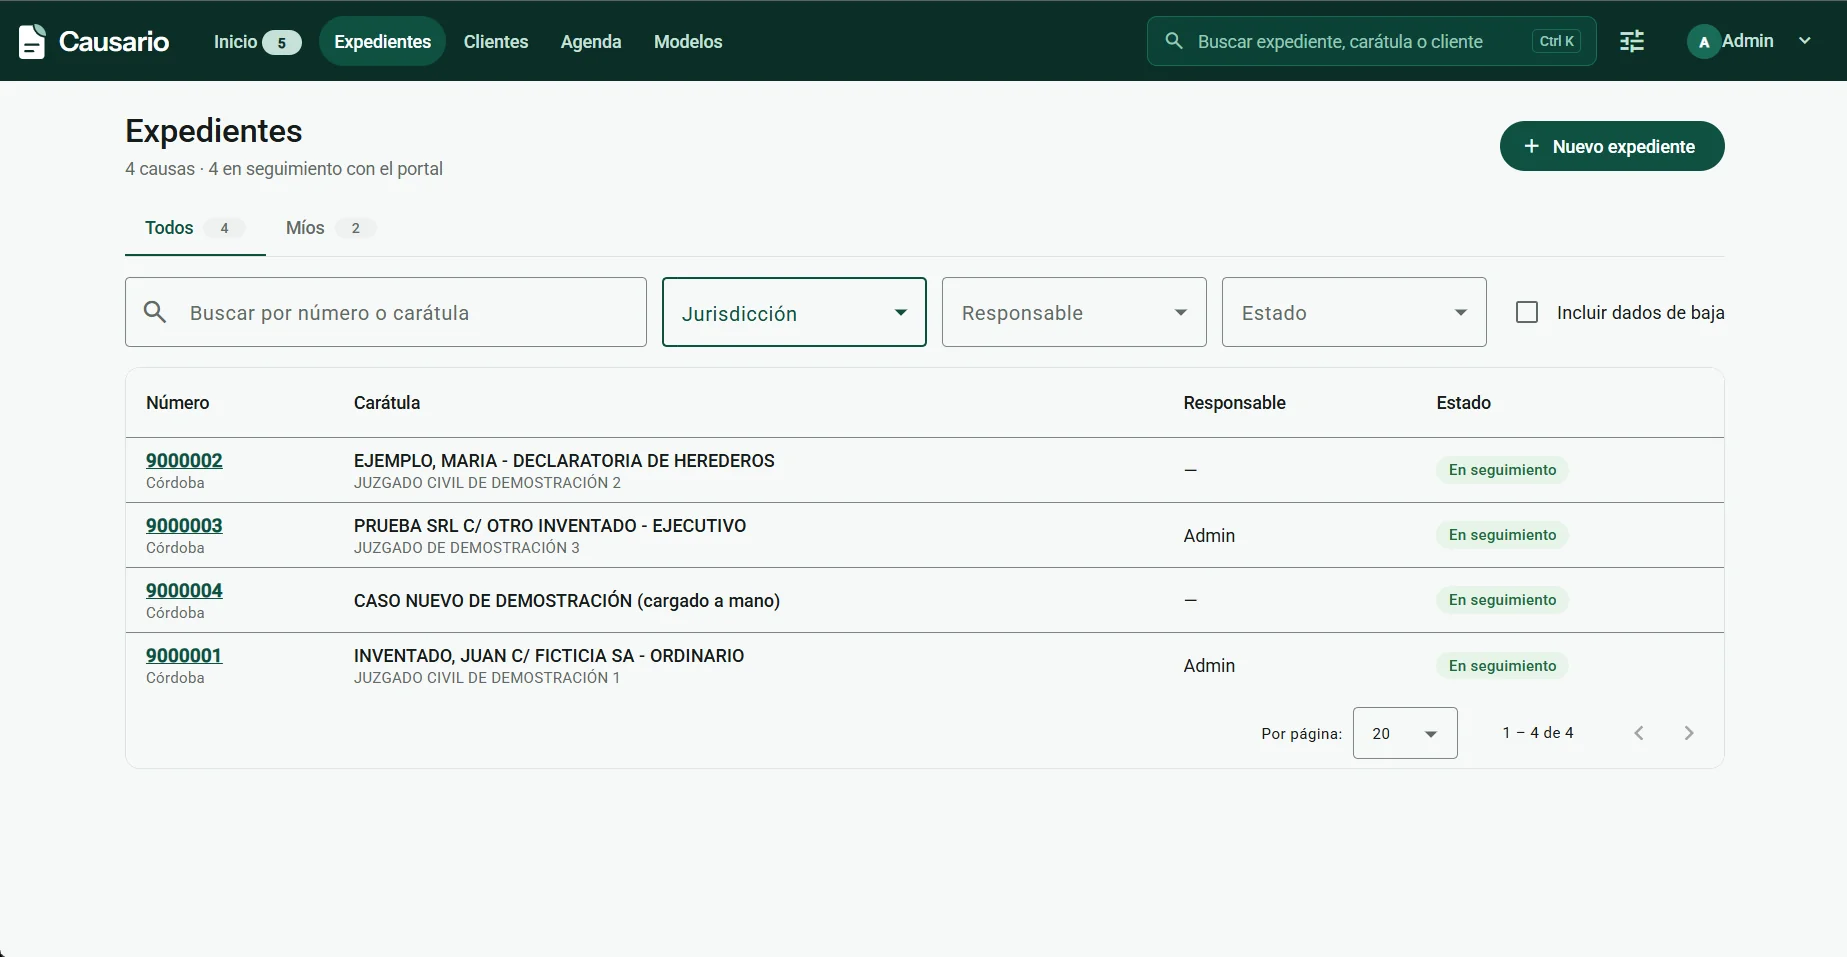 Causario
Inicio 5 Expedientes Clientes Agenda Modelos
Buscar expediente, carátula o cliente Ctrl K
A Admin
Expedientes
4 causas · 4 en seguimiento con el portal
Nuevo expediente
Todos 4 Míos 2
Buscar por número o carátula Jurisdicción Responsable Estado Incluir dados de baja
Número Carátula Responsable Estado
9000002 EJEMPLO, MARIA - DECLARATORIA DE HEREDEROS — En seguimiento
Córdoba JUZGADO CIVIL DE DEMOSTRACIÓN 2
9000003 PRUEBA SRL C/ OTRO INVENTADO - EJECUTIVO Admin En seguimiento
Córdoba JUZGADO DE DEMOSTRACIÓN 3
9000004 CASO NUEVO DE DEMOSTRACIÓN (cargado a mano) — En seguimiento
Córdoba
9000001 INVENTADO, JUAN C/ FICTICIA SA - ORDINARIO Admin En seguimiento
Córdoba JUZGADO CIVIL DE DEMOSTRACIÓN 1
Por página: 20 1 – 4 de 4